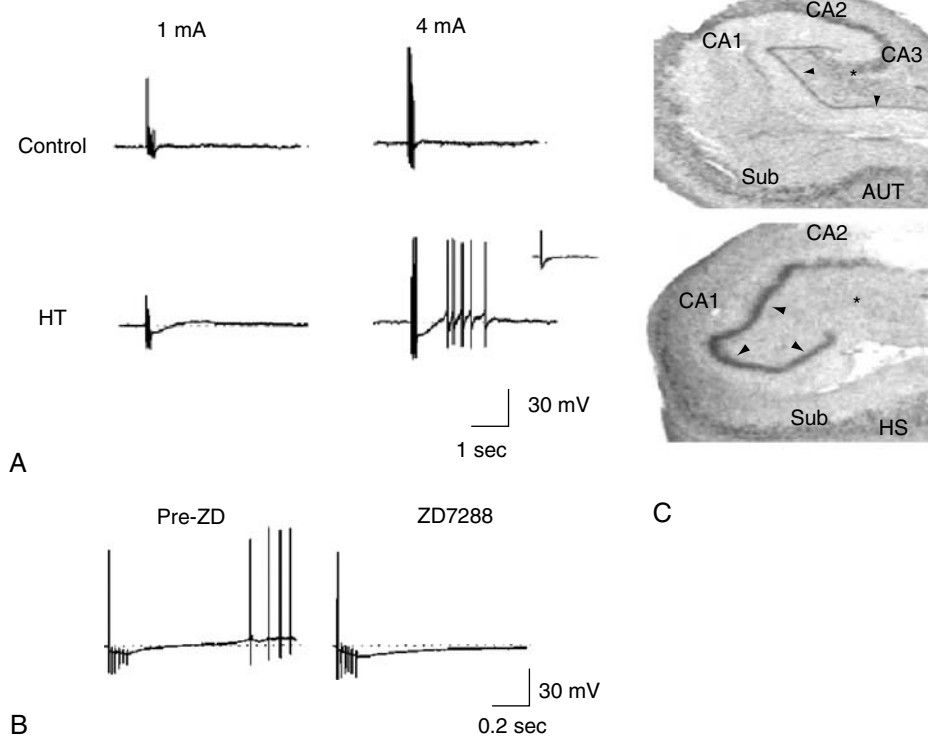 1 mA
4 mA
Control
HT
30 mV
1 sec
A
CA2
CA1
CA3
*
Sub
AUT
CA2
CA1
*
Sub
HS
C
Pre-ZD
ZD7288
30 mV
0.2 sec
B